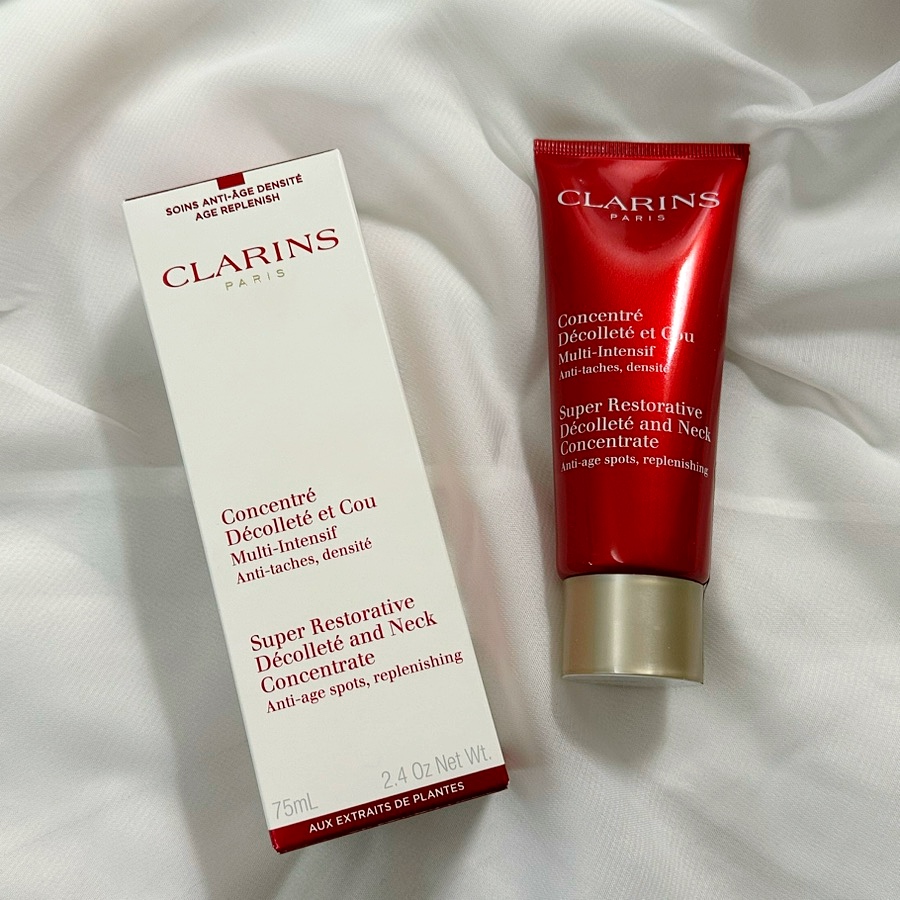 SOINS ANTI-ÂGE DENSITÉ
AGE REPLENISH
CLARINS
PARIS
Concentré
Décolleté et Cou
Multi-Intensif
Anti-taches, densité
Super Restorative
Décolleté and Neck
Concentrate
Anti-age spots, replenishing
75mL
2.4 Oz Net Wt.
AUX EXTRAITS DE PLANTES
CLARINS
PARIS
Concentré
Décolleté et Cou
Multi-Intensif
Anti-taches, densité
Super Restorative
Décolleté and Neck
Concentrate
Anti-age spots, replenishing